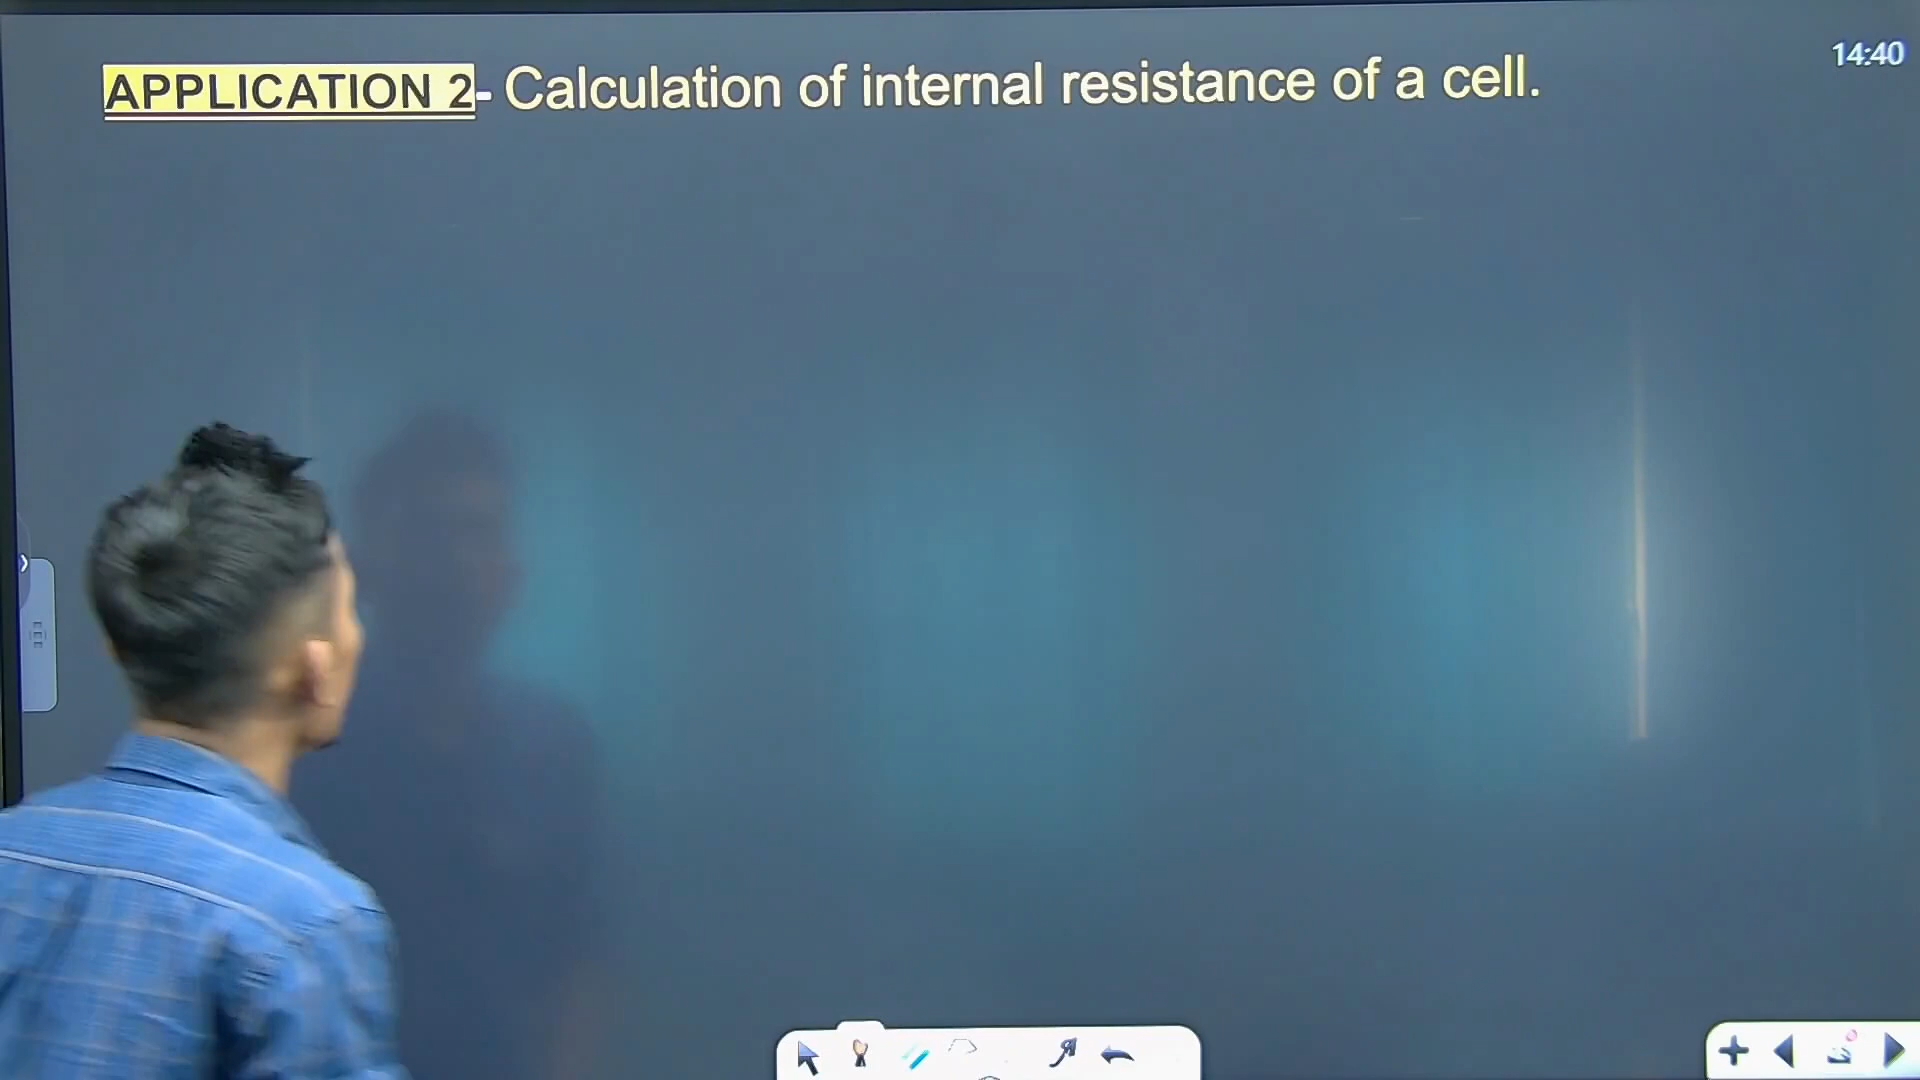 APPLICATION 2- Calculation of internal resistance of a cell.
14:40